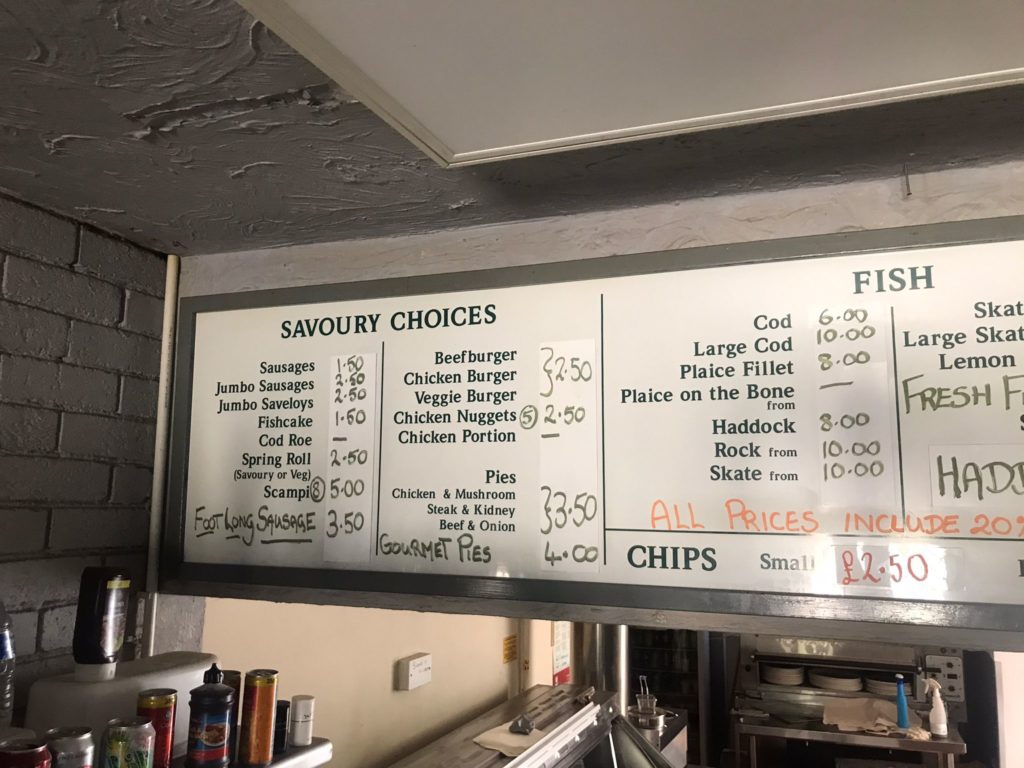 SAVOURY CHOICES
Sausages 1.50
Jumbo Sausages 2.50
Jumbo Saveloys 2.50
Fishcake 1.50
Cod Roe —
Spring Roll 2.50
(Savoury or Veg)
Scampi (8) 5.00
FOOT LONG SAUSAGE 3.50
Beefburger
Chicken Burger } 2.50
Veggie Burger
Chicken Nuggets (5) 2.50
Chicken Portion —
Pies
Chicken & Mushroom
Steak & Kidney } 3.50
Beef & Onion
GOURMET PIES 4.00
FISH
Cod 6.00
Large Cod 10.00
Plaice Fillet 8.00
Plaice on the Bone —
from
Haddock 8.00
Rock from 10.00
Skate from 10.00
Skat
Large Skat
Lemon
FRESH F
HADD
ALL PRICES INCLUDE 20%
CHIPS Small £2.50